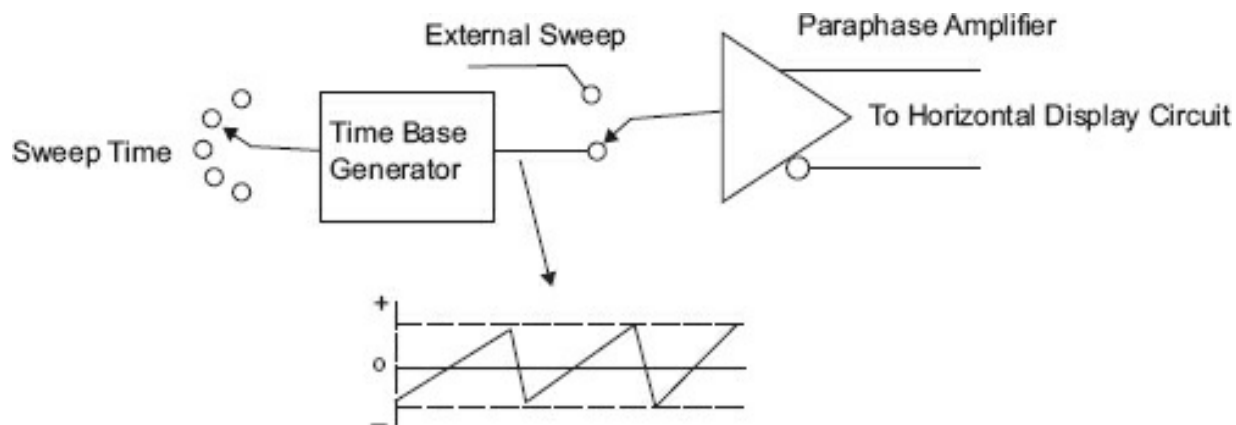 External Sweep
Paraphase Amplifier
Sweep Time
Time Base
Generator
To Horizontal Display Circuit
+
o
–